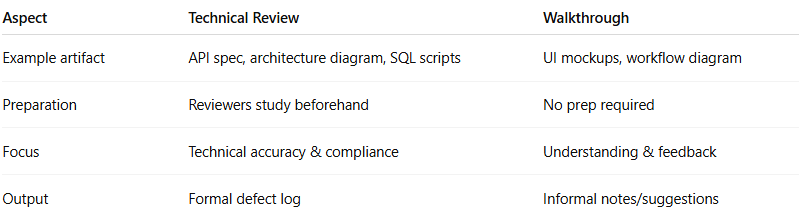 Aspect Technical Review Walkthrough
Example artifact API spec, architecture diagram, SQL scripts UI mockups, workflow diagram
Preparation Reviewers study beforehand No prep required
Focus Technical accuracy & compliance Understanding & feedback
Output Formal defect log Informal notes/suggestions